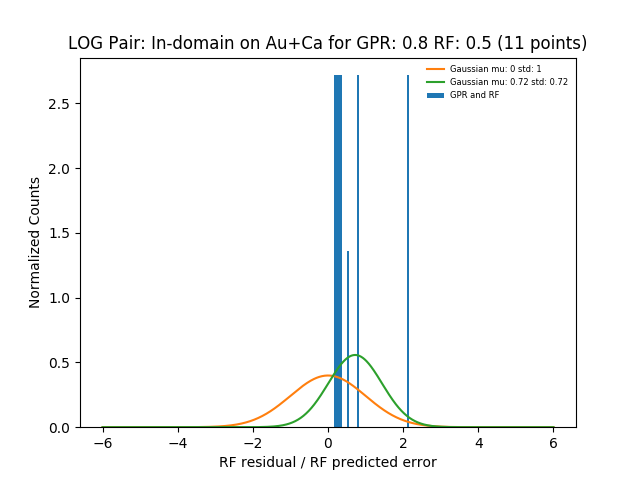 LOG Pair: In-domain on Au+Ca for GPR: 0.8 RF: 0.5 (11 points)
Gaussian mu: 0 std: 1
Gaussian mu: 0.72 std: 0.72
GPR and RF
2.5
2.0
1.5
1.0
0.5
0.0
Normalized Counts
−6 −4 −2 0 2 4 6
RF residual / RF predicted error